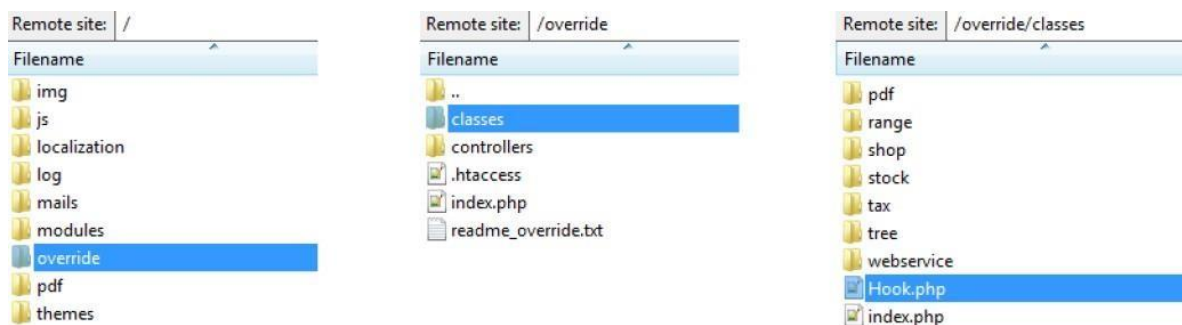 Remote site: /
Filename
img
js
localization
log
mails
modules
override
pdf
themes
Remote site: /override
Filename
..
classes
controllers
.htaccess
index.php
readme_override.txt
Remote site: /override/classes
Filename
pdf
range
shop
stock
tax
tree
webservice
Hook.php
index.php